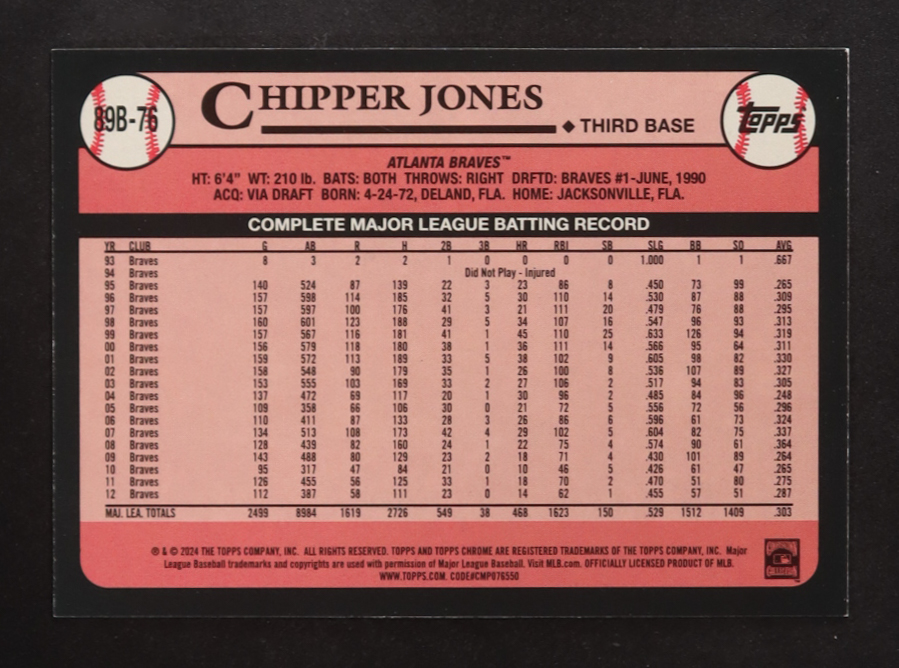 89B-76
CHIPPER JONES
THIRD BASE
TOPPS
ATLANTA BRAVES™
HT: 6'4" WT: 210 lb. BATS: BOTH THROWS: RIGHT DRFTD: BRAVES #1-JUNE, 1990
ACQ: VIA DRAFT BORN: 4-24-72, DELAND, FLA. HOME: JACKSONVILLE, FLA.
COMPLETE MAJOR LEAGUE BATTING RECORD
YR CLUB G AB R H 2B 3B HR RBI SB SLG BB SO AVG
93 Braves 8 3 2 2 1 0 0 0 0 1.000 1 1 .667
94 Braves Did Not Play - Injured
95 Braves 140 524 87 139 22 3 23 86 8 .450 73 99 .265
96 Braves 157 598 114 185 32 5 30 110 14 .530 87 88 .309
97 Braves 157 597 100 176 41 3 21 111 20 .479 76 88 .295
98 Braves 160 601 123 188 29 5 34 107 16 .547 96 93 .313
99 Braves 157 567 116 181 41 1 45 110 25 .633 126 94 .319
00 Braves 156 579 118 180 38 1 36 111 14 .566 95 64 .311
01 Braves 159 572 113 189 33 5 38 102 9 .605 98 82 .330
02 Braves 158 548 90 179 35 1 26 100 8 .536 107 89 .327
03 Braves 153 555 103 169 33 2 27 106 2 .517 94 83 .305
04 Braves 137 472 69 117 20 1 30 96 2 .485 84 96 .248
05 Braves 109 358 66 106 30 0 21 72 5 .556 72 56 .296
06 Braves 110 411 87 133 28 3 26 86 6 .596 61 73 .324
07 Braves 134 513 108 173 42 4 29 102 5 .604 82 75 .337
08 Braves 128 439 82 160 24 1 22 75 4 .574 90 61 .364
09 Braves 143 488 80 129 23 2 18 71 4 .430 101 89 .264
10 Braves 95 317 47 84 21 0 10 46 5 .426 61 47 .265
11 Braves 126 455 56 125 33 1 18 70 2 .470 51 80 .275
12 Braves 112 387 58 111 23 0 14 62 1 .455 57 51 .287
MAJ. LEA. TOTALS 2499 8984 1619 2726 549 38 468 1623 150 .529 1512 1409 .303
® & © 2024 THE TOPPS COMPANY, INC. ALL RIGHTS RESERVED. TOPPS AND TOPPS CHROME ARE REGISTERED TRADEMARKS OF THE TOPPS COMPANY, INC. Major
League Baseball trademarks and copyrights are used with permission of Major League Baseball. Visit MLB.com. OFFICIALLY LICENSED PRODUCT OF MLB.
WWW.TOPPS.COM. CODE#CMP076550